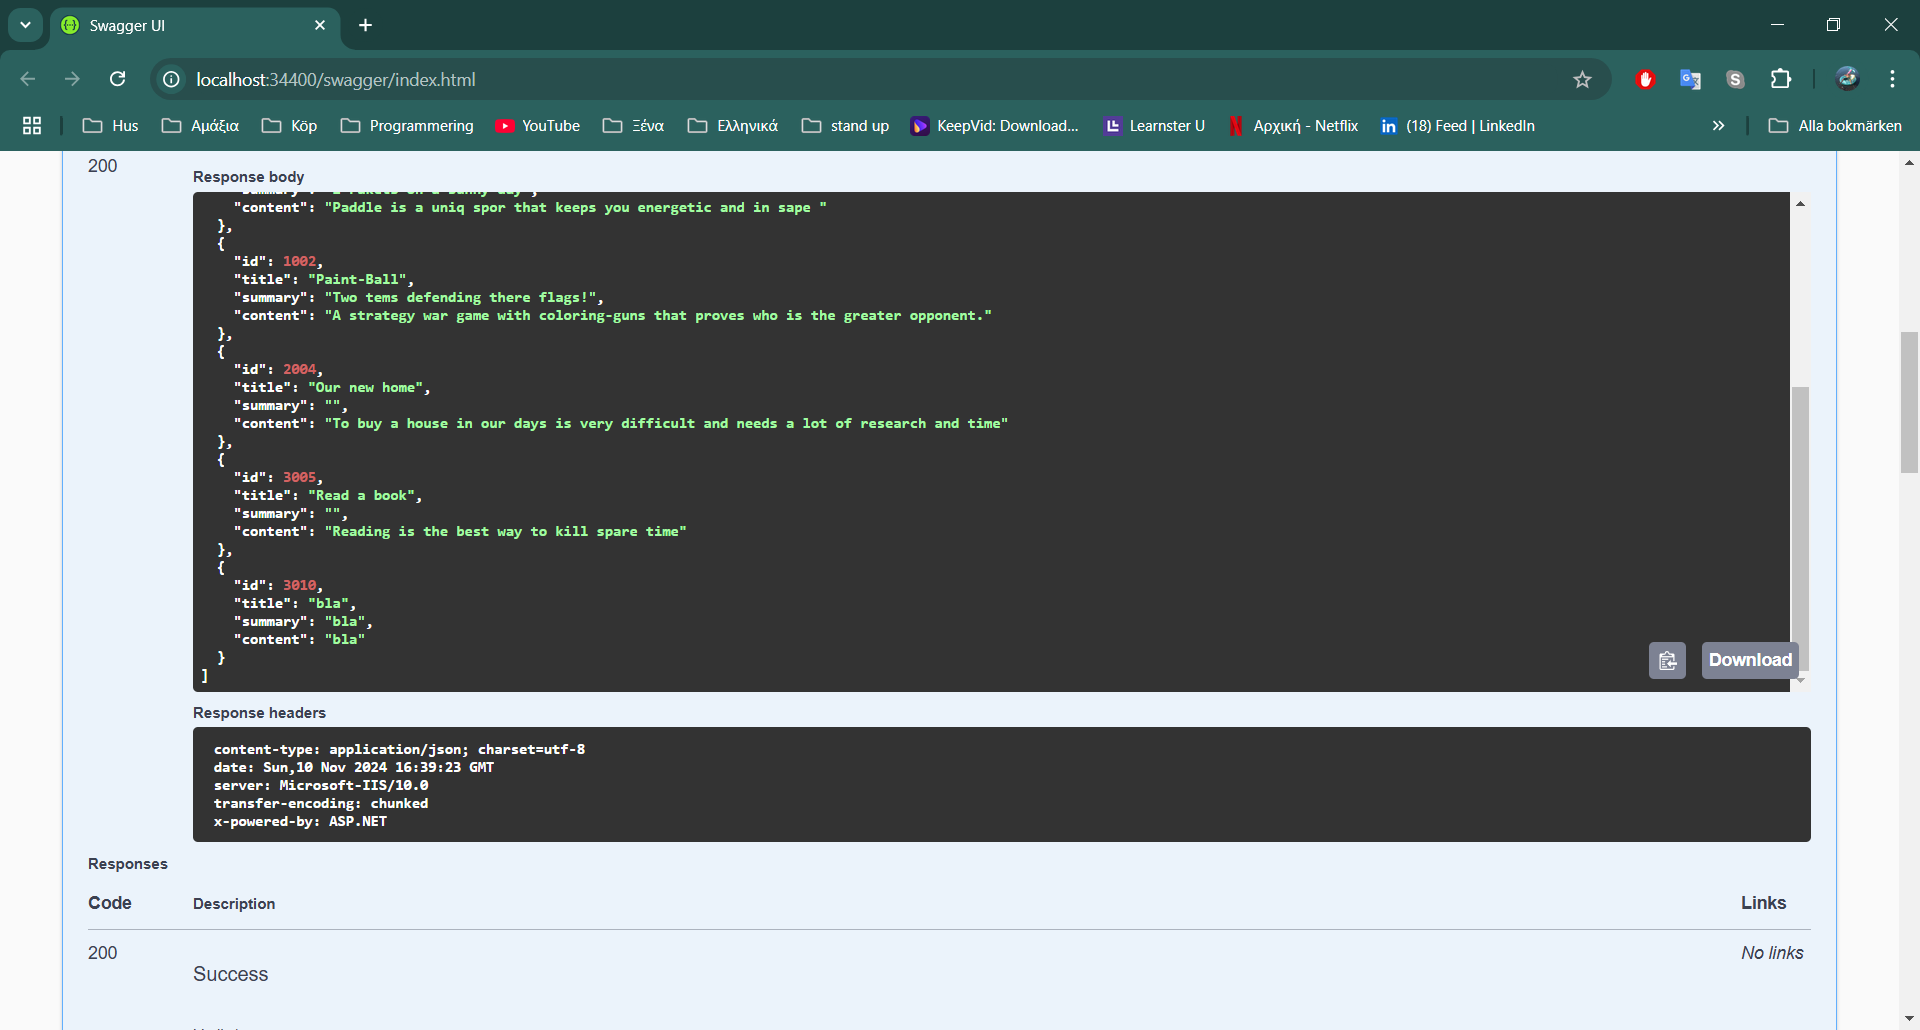 Swagger UI
localhost:34400/swagger/index.html
Hus Αμάξια Köp Programmering YouTube Ξένα Ελληνικά stand up KeepVid: Download... Learnster U Αρχική - Netflix (18) Feed | LinkedIn » Alla bokmärken
200
Response body
"content": "Paddle is a uniq spor that keeps you energetic and in sape "
},
{
"id": 1002,
"title": "Paint-Ball",
"summary": "Two tems defending there flags!",
"content": "A strategy war game with coloring-guns that proves who is the greater opponent."
},
{
"id": 2004,
"title": "Our new home",
"summary": "",
"content": "To buy a house in our days is very difficult and needs a lot of research and time"
},
{
"id": 3005,
"title": "Read a book",
"summary": "",
"content": "Reading is the best way to kill spare time"
},
{
"id": 3010,
"title": "bla",
"summary": "bla",
"content": "bla"
}
]
Download
Response headers
content-type: application/json; charset=utf-8
date: Sun,10 Nov 2024 16:39:23 GMT
server: Microsoft-IIS/10.0
transfer-encoding: chunked
x-powered-by: ASP.NET
Responses
Code Description Links
200 No links
Success